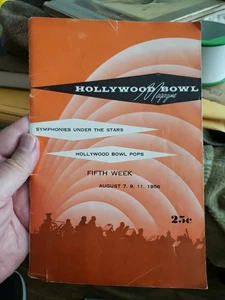 HOLLYWOOD BOWL
Magazine
SYMPHONIES UNDER THE STARS
HOLLYWOOD BOWL POPS
FIFTH WEEK
AUGUST 7, 9, 11, 1956
25c